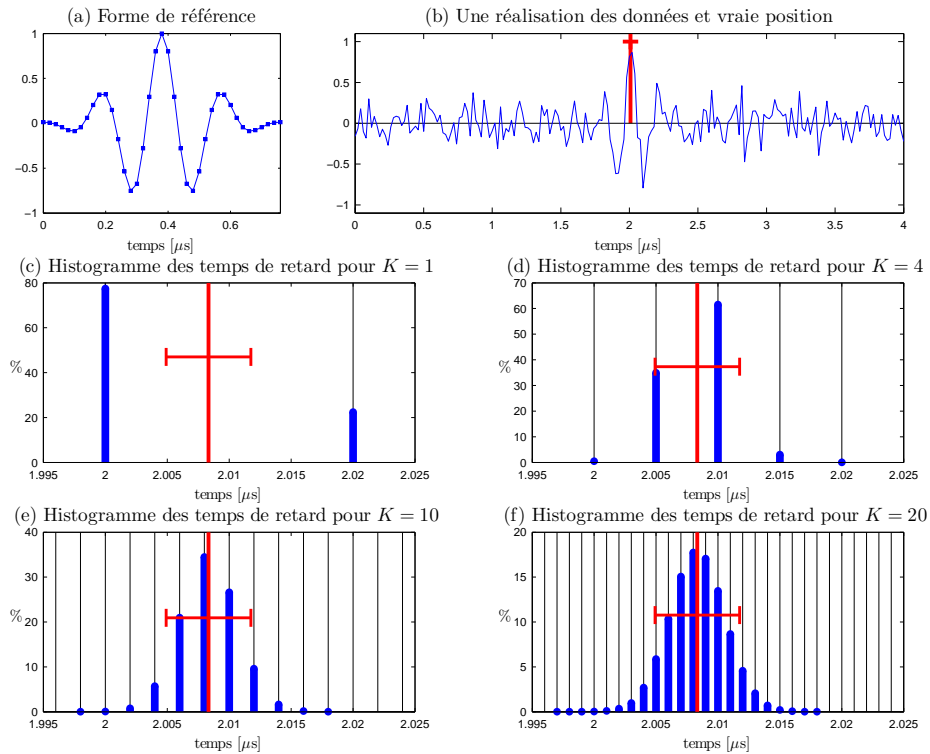 (a) Forme de référence
1
0.5
0
-0.5
-1
0 0.2 0.4 0.6
temps [μs]
(b) Une réalisation des données et vraie position
1
0.5
0
-0.5
-1
0 0.5 1 1.5 2 2.5 3 3.5 4
temps [μs]
(c) Histogramme des temps de retard pour K = 1
80
60
40
20
0
%
1.995 2 2.005 2.01 2.015 2.02 2.025
temps [μs]
(d) Histogramme des temps de retard pour K = 4
70
60
50
40
30
20
10
0
%
1.995 2 2.005 2.01 2.015 2.02 2.025
temps [μs]
(e) Histogramme des temps de retard pour K = 10
40
30
20
10
0
%
1.995 2 2.005 2.01 2.015 2.02 2.025
temps [μs]
(f) Histogramme des temps de retard pour K = 20
20
15
10
5
0
%
1.995 2 2.005 2.01 2.015 2.02 2.025
temps [μs]